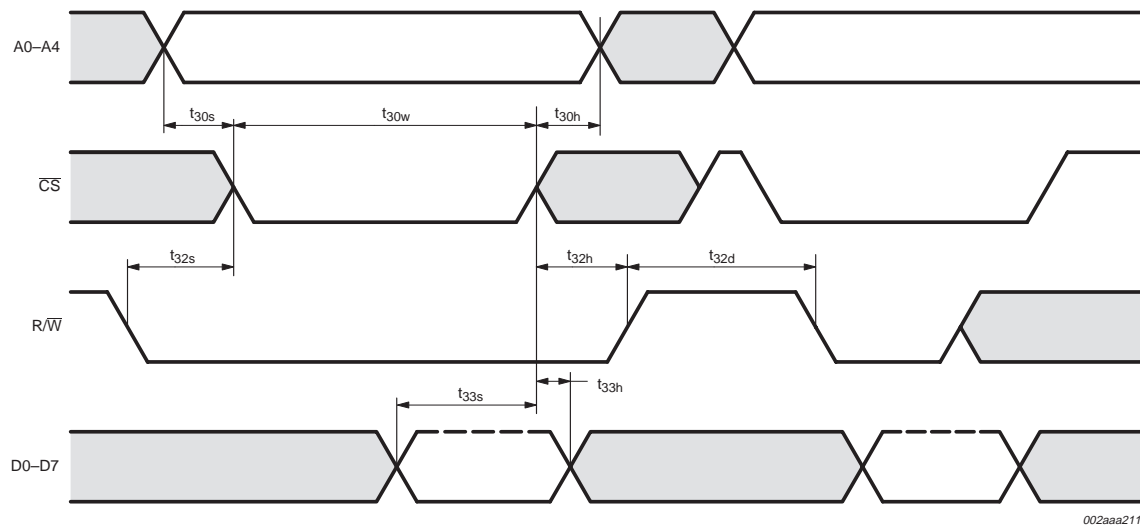 A0–A4
t30s
t30w
t30h
CS
t32s
t32h
t32d
R/W
t33h
t33s
D0–D7
002aaa211